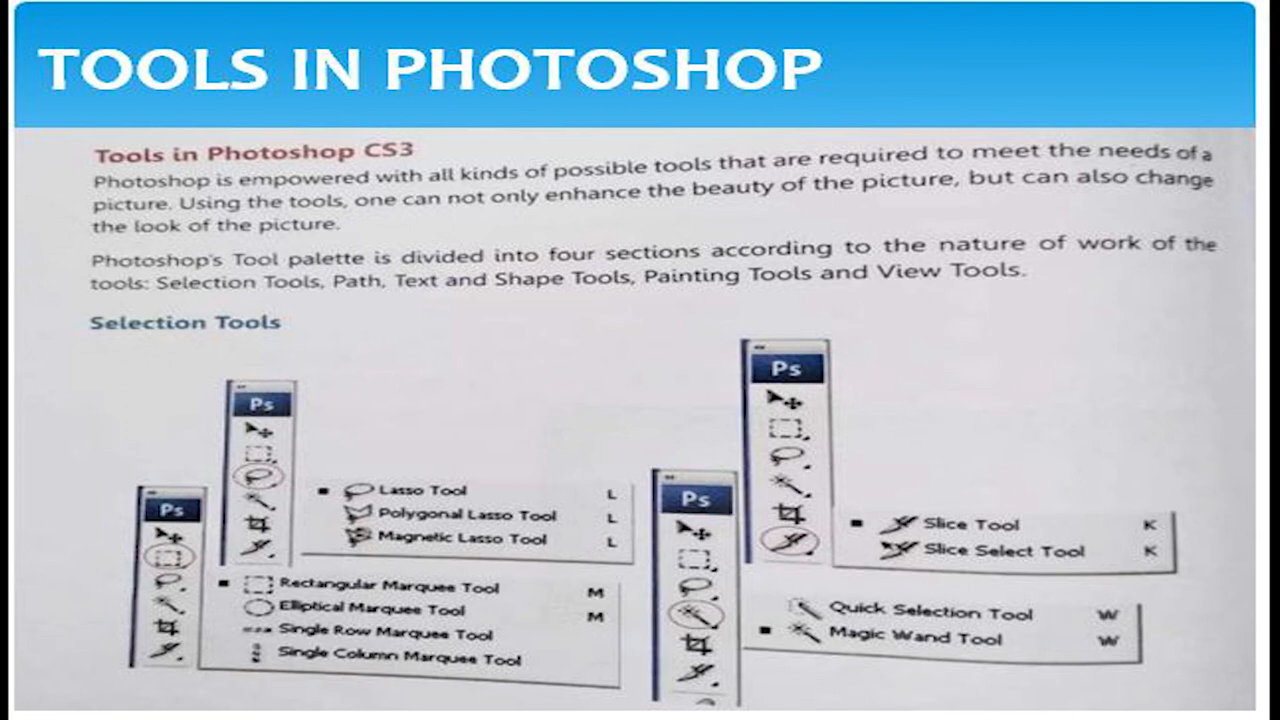 TOOLS IN PHOTOSHOP
Tools in Photoshop CS3
Photoshop is empowered with all kinds of possible tools that are required to meet the needs of a
picture. Using the tools, one can not only enhance the beauty of the picture, but can also change
the look of the picture.
Photoshop's Tool palette is divided into four sections according to the nature of work of the
tools: Selection Tools, Path, Text and Shape Tools, Painting Tools and View Tools.
Selection Tools
Ps
Lasso Tool L
Polygonal Lasso Tool L
Magnetic Lasso Tool L
Ps
Rectangular Marquee Tool M
Elliptical Marquee Tool M
Single Row Marquee Tool
Single Column Marquee Tool
Ps
Slice Tool K
Slice Select Tool K
Ps
Quick Selection Tool W
Magic Wand Tool W